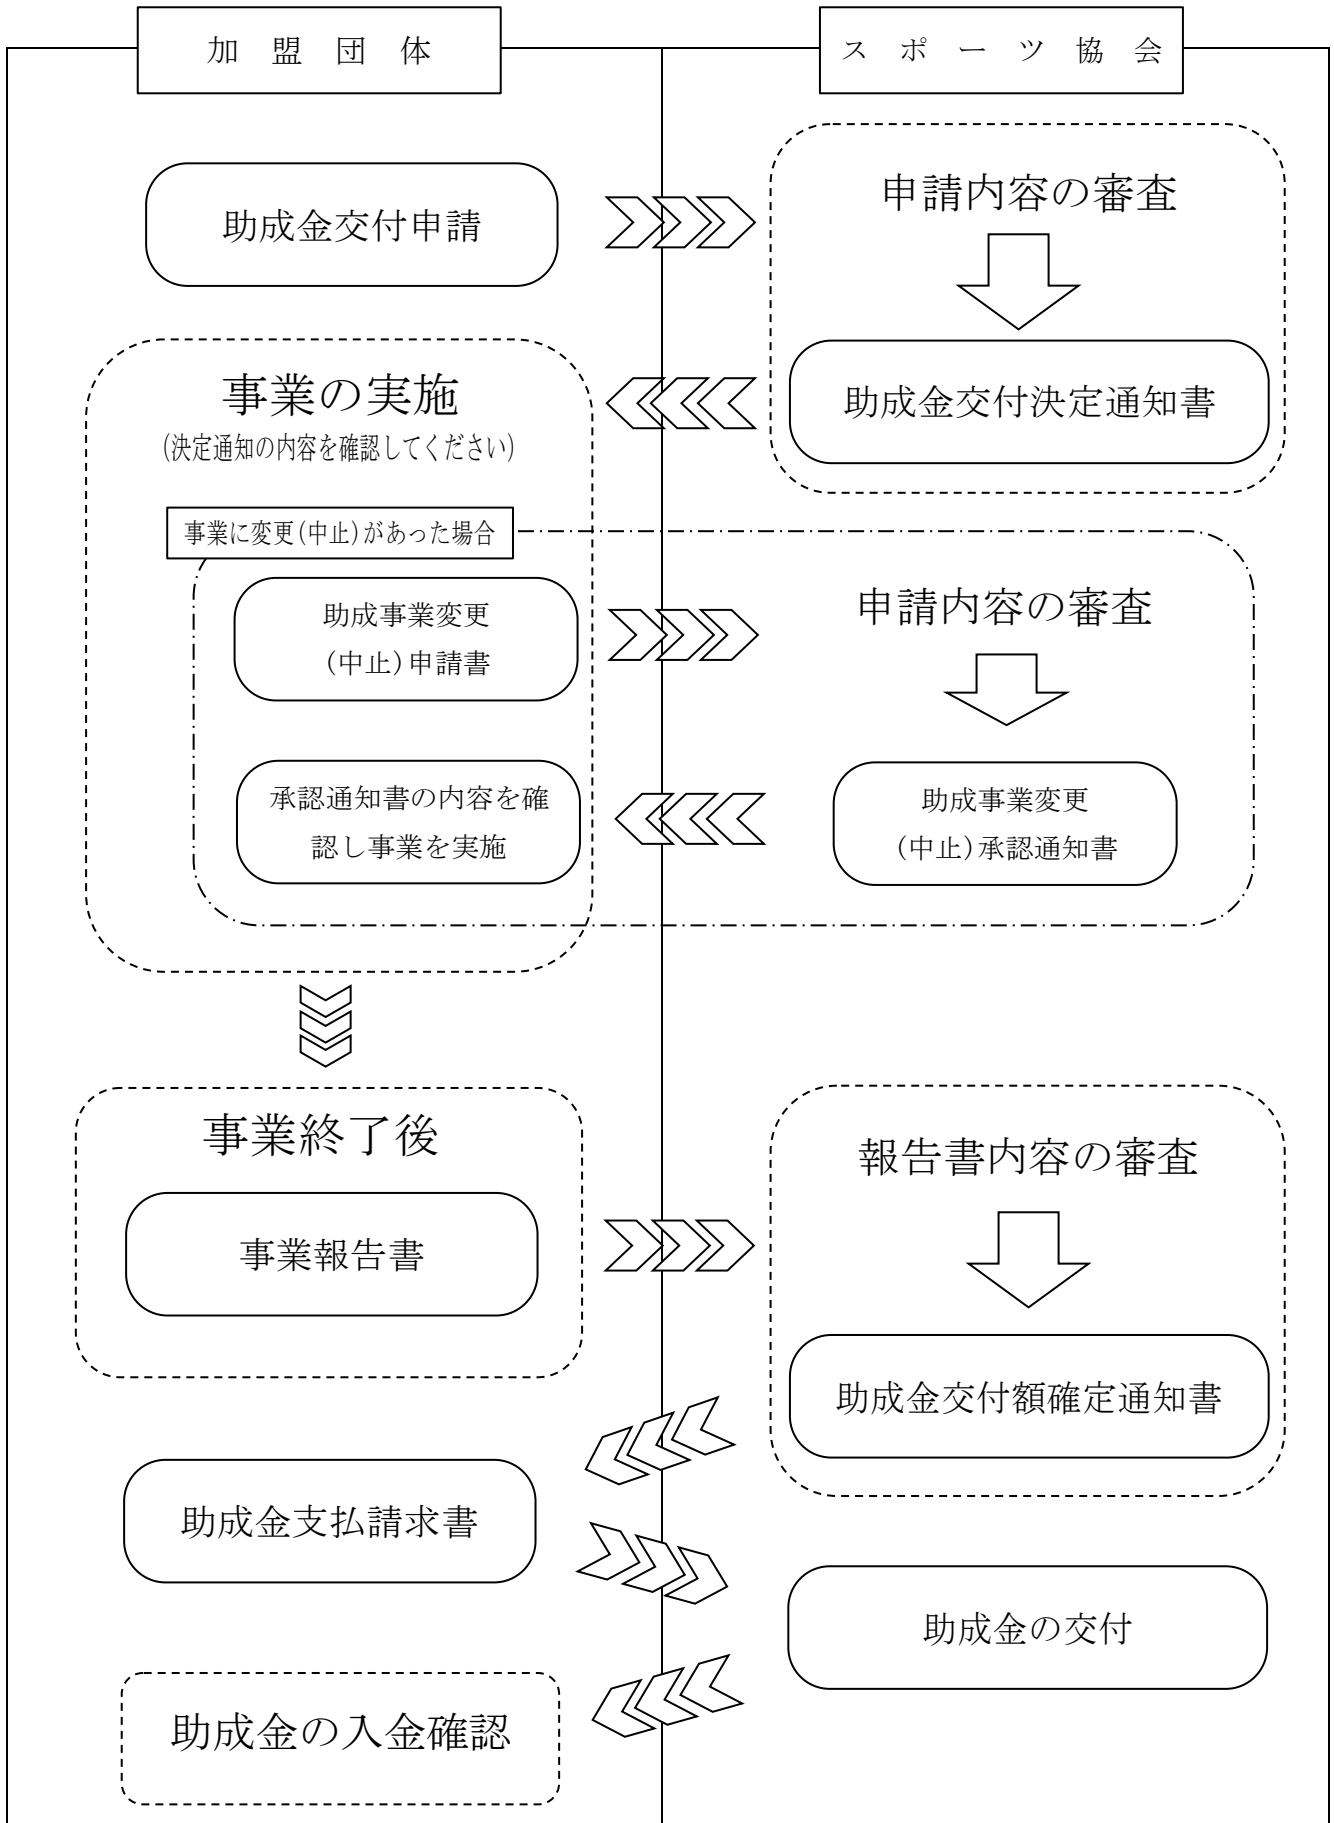 加盟団体
スポーツ協会
助成金交付申請
申請内容の審査
助成金交付決定通知書
事業の実施
(決定通知の内容を確認してください)
事業に変更(中止)があった場合
助成事業変更
(中止)申請書
申請内容の審査
助成事業変更
(中止)承認通知書
承認通知書の内容を確
認し事業を実施
事業終了後
事業報告書
報告書内容の審査
助成金交付額確定通知書
助成金支払請求書
助成金の交付
助成金の入金確認